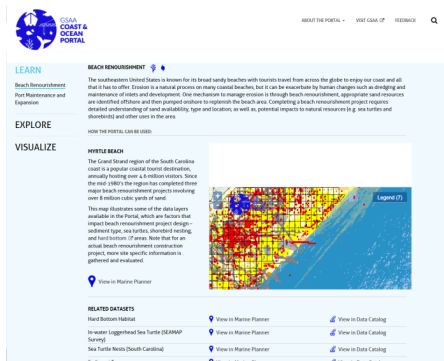 GSAA
COAST &
OCEAN
PORTAL
ABOUT THE PORTAL
VISIT GSAA
FEEDBACK
LEARN
Beach Renourishment
Port Maintenance and
Expansion
EXPLORE
VISUALIZE
BEACH RENOURISHMENT
The southeastern United States is known for its broad sandy beaches with tourists travel from across the globe to enjoy our coast and all
that it has to offer. Erosion is a natural process on many coastal beaches, but it can be exacerbate by human changes such as dredging and
maintenance of inlets and development. One mechanism to manage erosion is through beach renourishment, appropriate sand resources
are identified offshore and then pumped onshore to replenish the beach area. Completing a beach renourishment project requires
detailed understanding of sand availability, type and location, as well as, potential impacts to natural resources (e.g. sea turtles and
shorebirds) and other uses in the area.
HOW THE PORTAL CAN BE USED:
MYRTLE BEACH
The Grand Strand region of the South Carolina
coast is a popular coastal tourist destination,
annually hosting over 4.6 million visitors. Since
the mid-1980's the region has completed three
major beach renourishment projects involving
over 8 million cubic yards of sand.
This map illustrates some of the data layers
available in the Portal, which are factors that
impact beach renourishment project design–
sediment type, sea turtles, shorebird nesting,
and hard bottom areas. Note that for an
actual beach renourishment construction
project, more site specific information is
gathered and evaluated.
View in Marine Planner
Legend (7)
RELATED DATASETS
Hard Bottom Habitat
View in Marine Planner
View in Data Catalog
In-water Loggerhead Sea Turtle (SEAMAP
Survey)
View in Marine Planner
View in Data Catalog
Sea Turtle Nests (South Carolina)
View in Marine Planner
View in Data Catalog